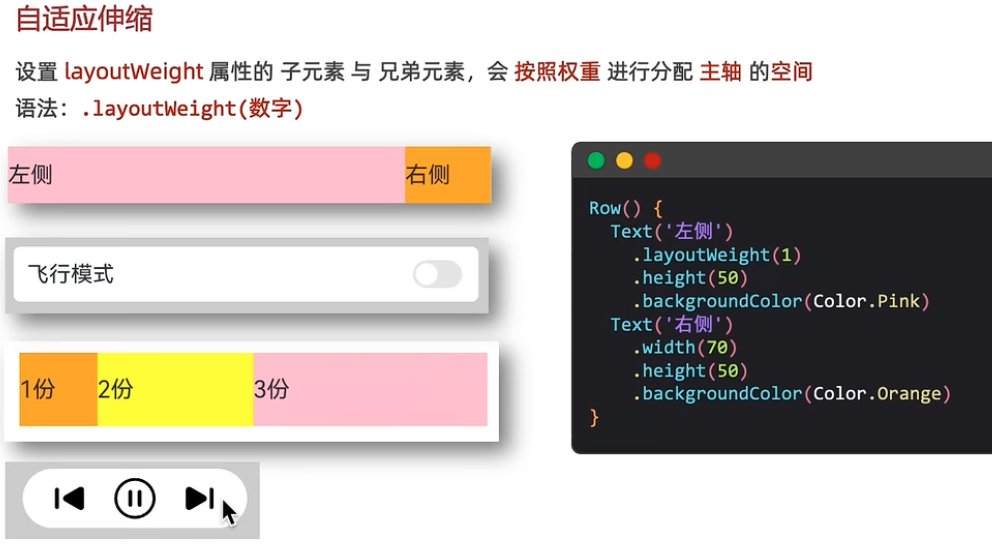 自适应伸缩
设置 layoutWeight 属性的 子元素 与 兄弟元素，会 按照权重 进行分配 主轴 的空间
语法：.layoutWeight(数字)
左侧 右侧
飞行模式
1份 2份 3份
Row() {
  Text('左侧')
    .layoutWeight(1)
    .height(50)
    .backgroundColor(Color.Pink)
  Text('右侧')
    .width(70)
    .height(50)
    .backgroundColor(Color.Orange)
}